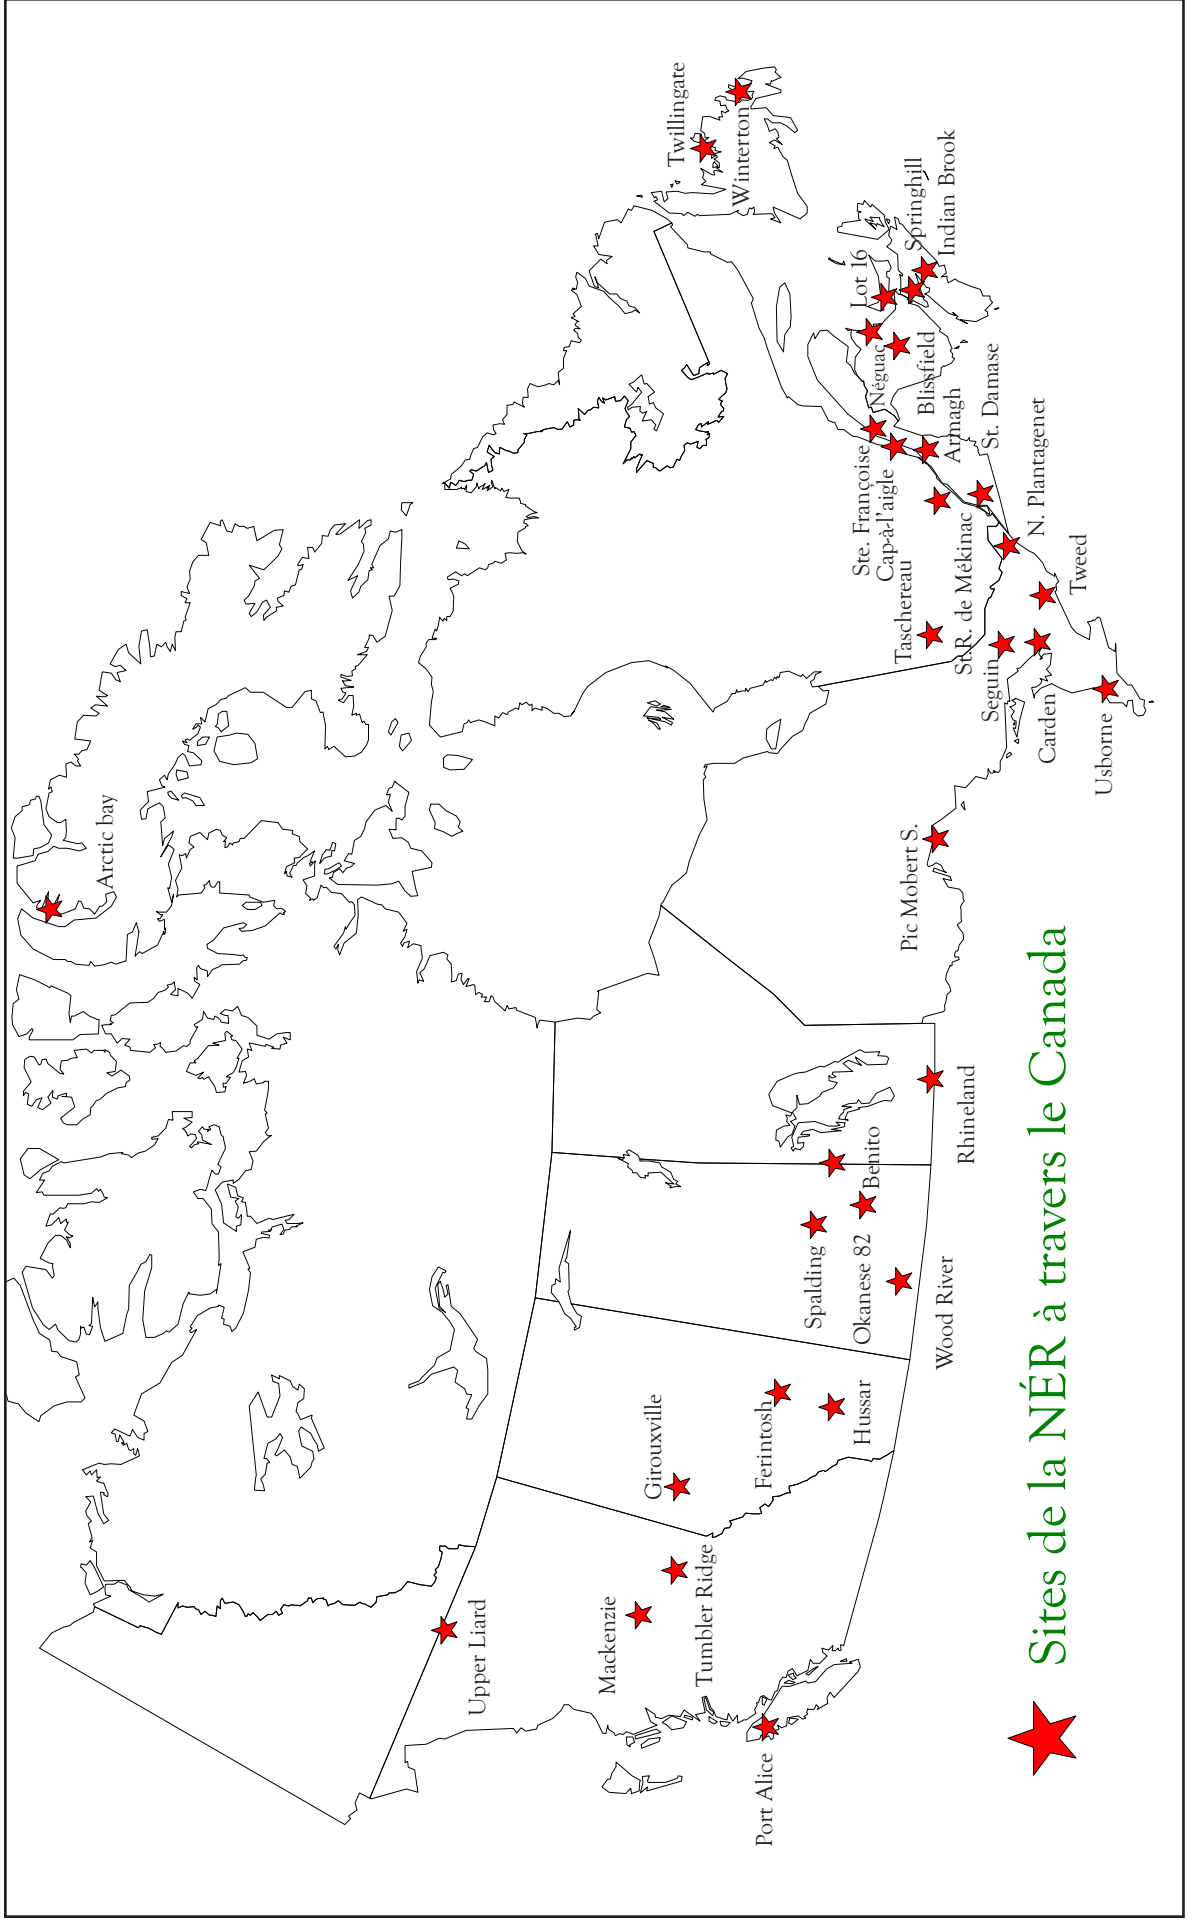 Arctic bay
Twillingate
Winterton
Upper Liard
Mackenzie
Tumbler Ridge
Port Alice
Girouxville
Ferintosh
Hussar
Spalding
Okanese 82
Benito
Wood River
Rhineland
Pic Mobert S.
Taschereau
Ste. Françoise
Cap-à-l'aigle
St.R. de Mékinac
Néguac
Lot 16
Springhill
Indian Brook
Blissfield
Armagh
St. Damase
N. Plantagenet
Tweed
Seguin
Carden
Usborne
Sites de la NÉR à travers le Canada